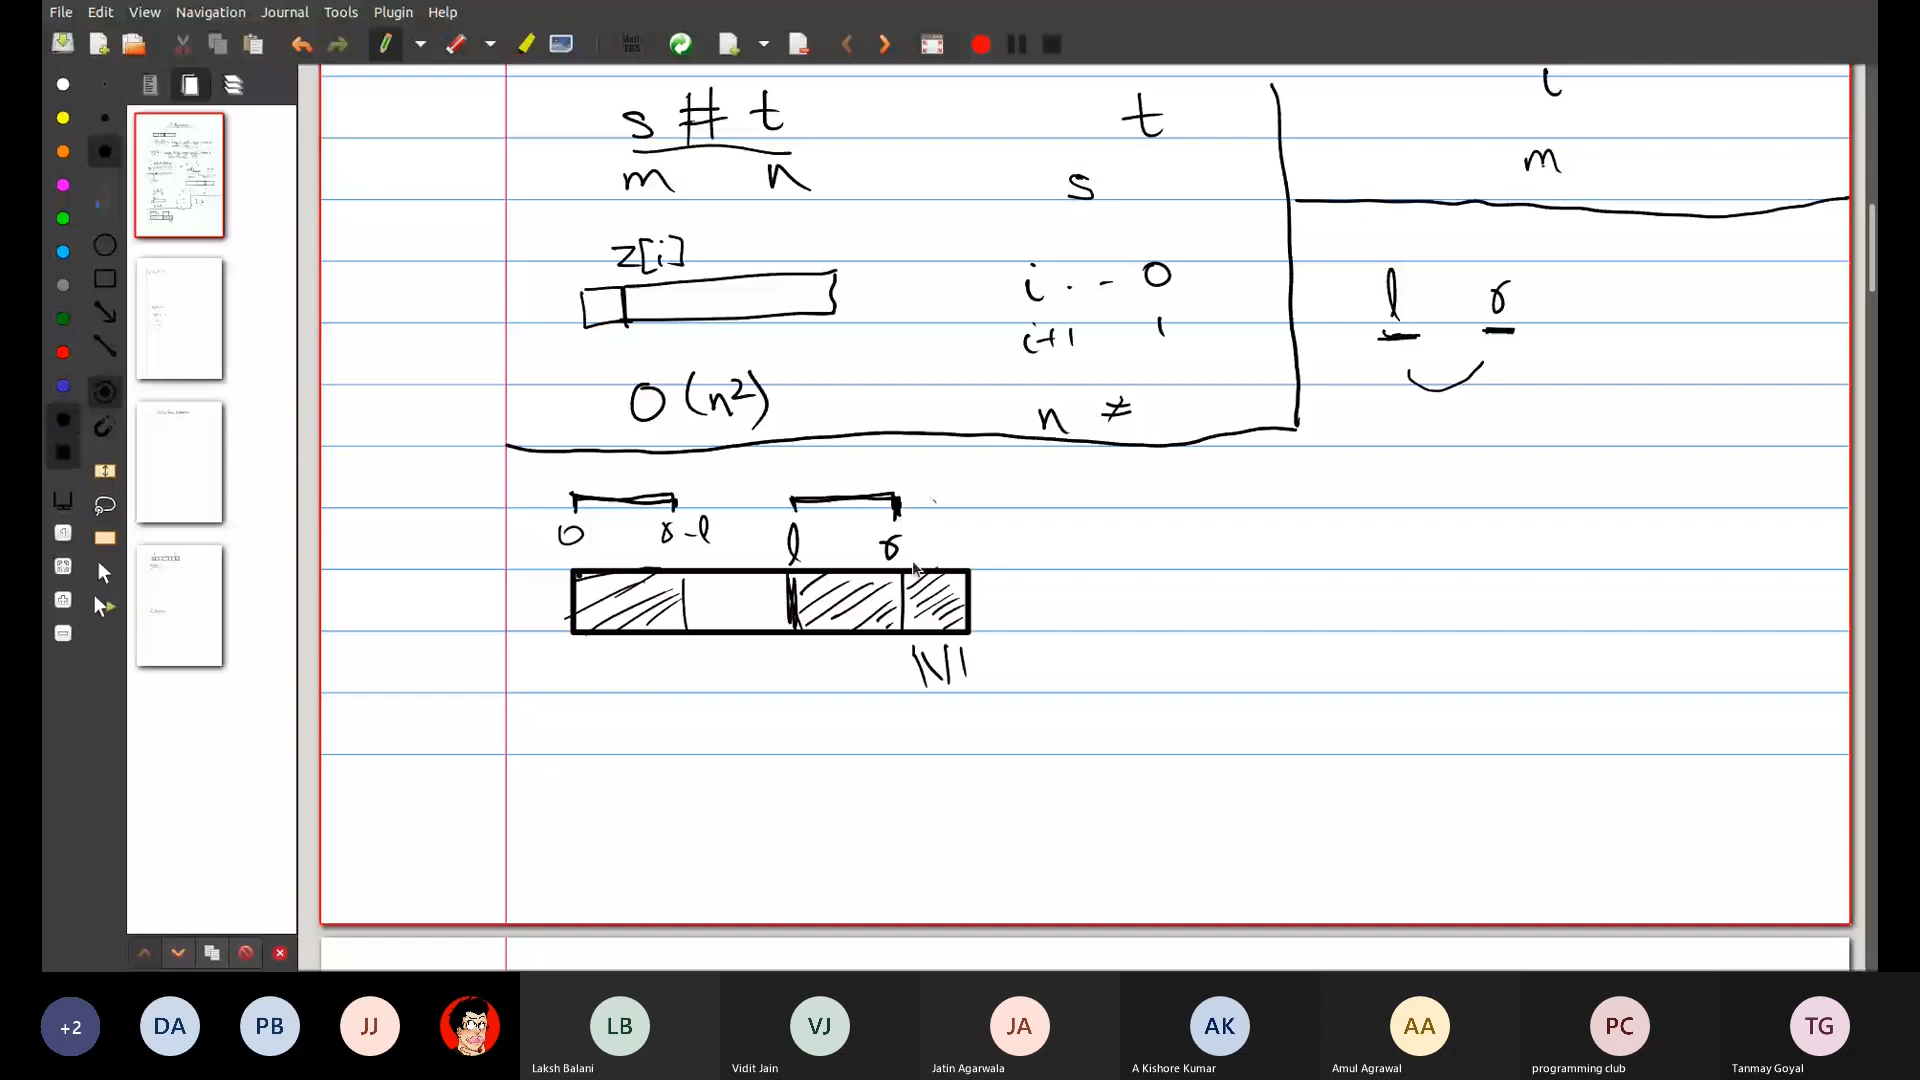 File Edit View Navigation Journal Tools Plugin Help
s # t
m n
z[i]
O(n²)
t
s
i . - 0
i+1 1
n ≠
m
l r
0 r-l l r
+2 DA PB JJ LB VJ JA AK AA PC TG
Laksh Balani Vidit Jain Jatin Agarwala A Kishore Kumar Amul Agrawal programming club Tanmay Goyal